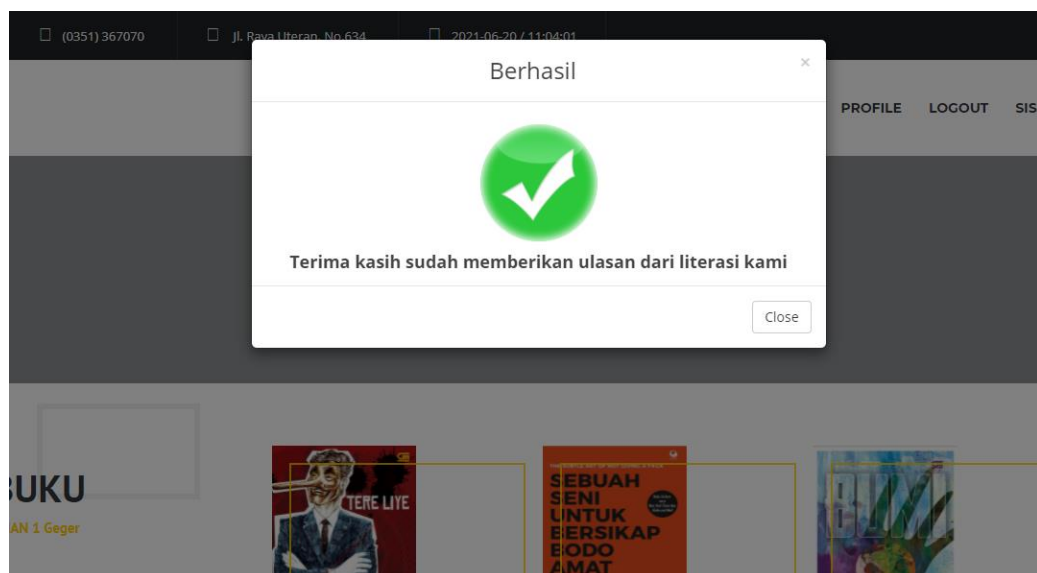 (0351) 367070
Jl. Raya Uteran, No.634
2021-06-20 / 11:04:01
Berhasil
×
PROFILE LOGOUT SIS
Terima kasih sudah memberikan ulasan dari literasi kami
Close
BUKU
AN 1 Geger
TERE LIYE
SEBUAH
SENI
UNTUK
BERSIKAP
BODO
AMAT
BUMI